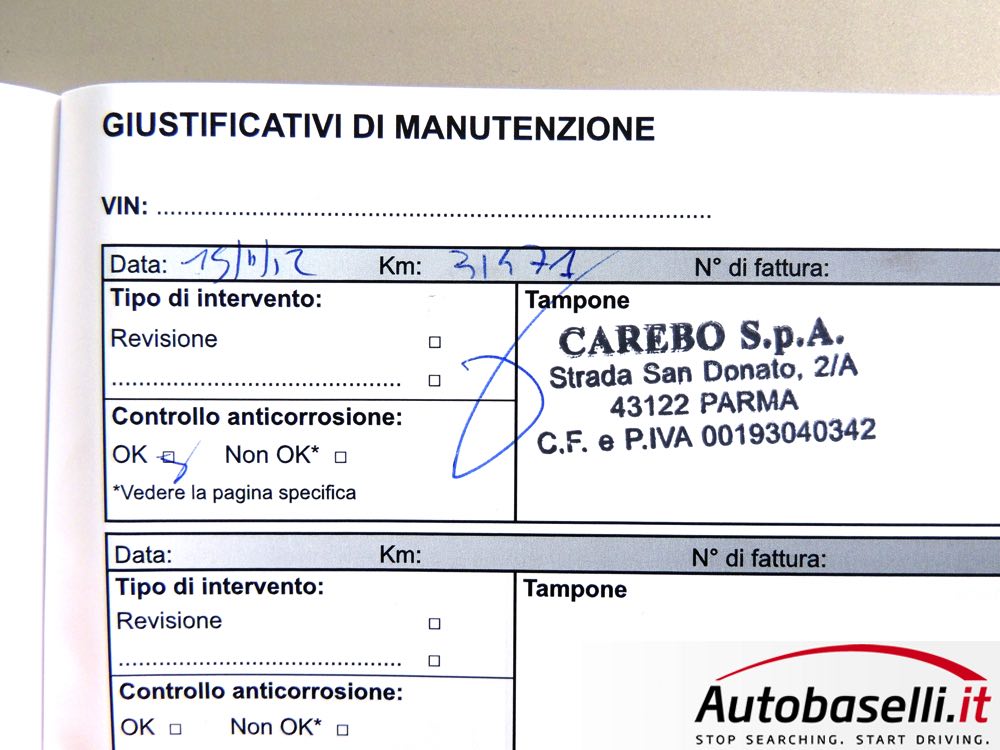 GIUSTIFICATIVI DI MANUTENZIONE
VIN: ................................................................................
Data: 15/11/12 Km: 31471 N° di fattura:
Tipo di intervento:
Tampone
Revisione □
CAREBO S.p.A.
Strada San Donato, 2/A
43122 PARMA
C.F. e P.IVA 00193040342
.......................................... □
Controllo anticorrosione:
OK □ Non OK* □
*Vedere la pagina specifica
Data: Km: N° di fattura:
Tipo di intervento:
Tampone
Revisione □
.......................................... □
Controllo anticorrosione:
OK □ Non OK* □
Autobaselli.it
STOP SEARCHING. START DRIVING.